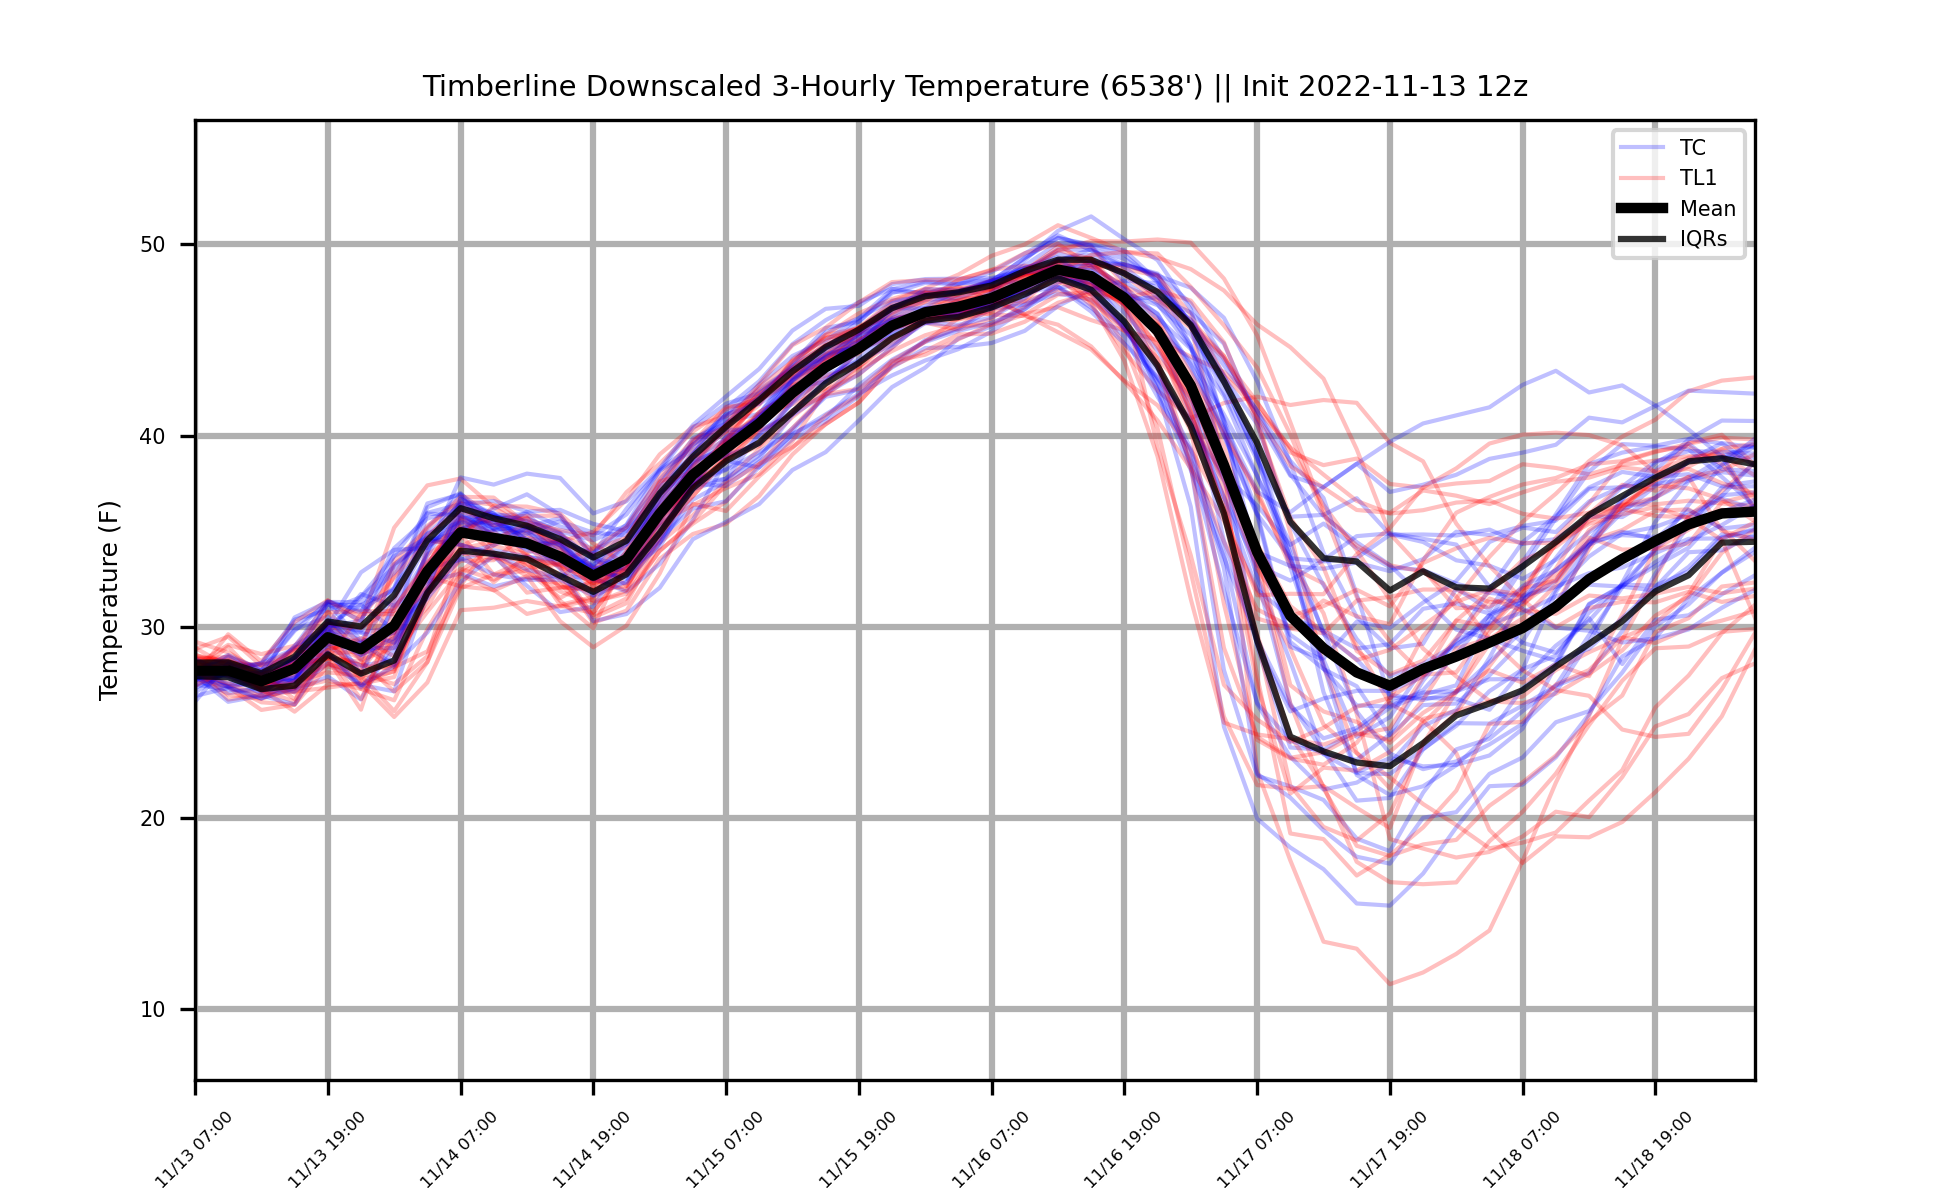 Timberline Downscaled 3-Hourly Temperature (6538') || Init 2022-11-13 12z
TC
TL1
Mean
IQRs
Temperature (F)
50
40
30
20
10
11/13 07:00
11/13 19:00
11/14 07:00
11/14 19:00
11/15 07:00
11/15 19:00
11/16 07:00
11/16 19:00
11/17 07:00
11/17 19:00
11/18 07:00
11/18 19:00